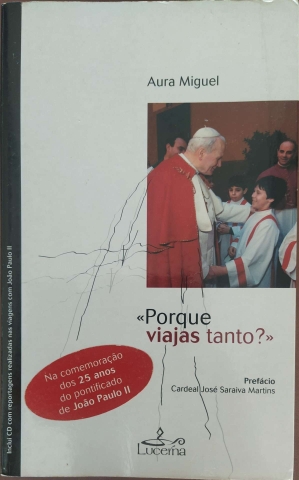 Aura Miguel
«Porque
viajas tanto?»
Na comemoração
dos 25 anos
do pontificado
de João Paulo II
Prefácio
Cardeal José Saraiva Martins
Lucerna
Inclui CD com reportagens realizadas nas viagens com João Paulo II